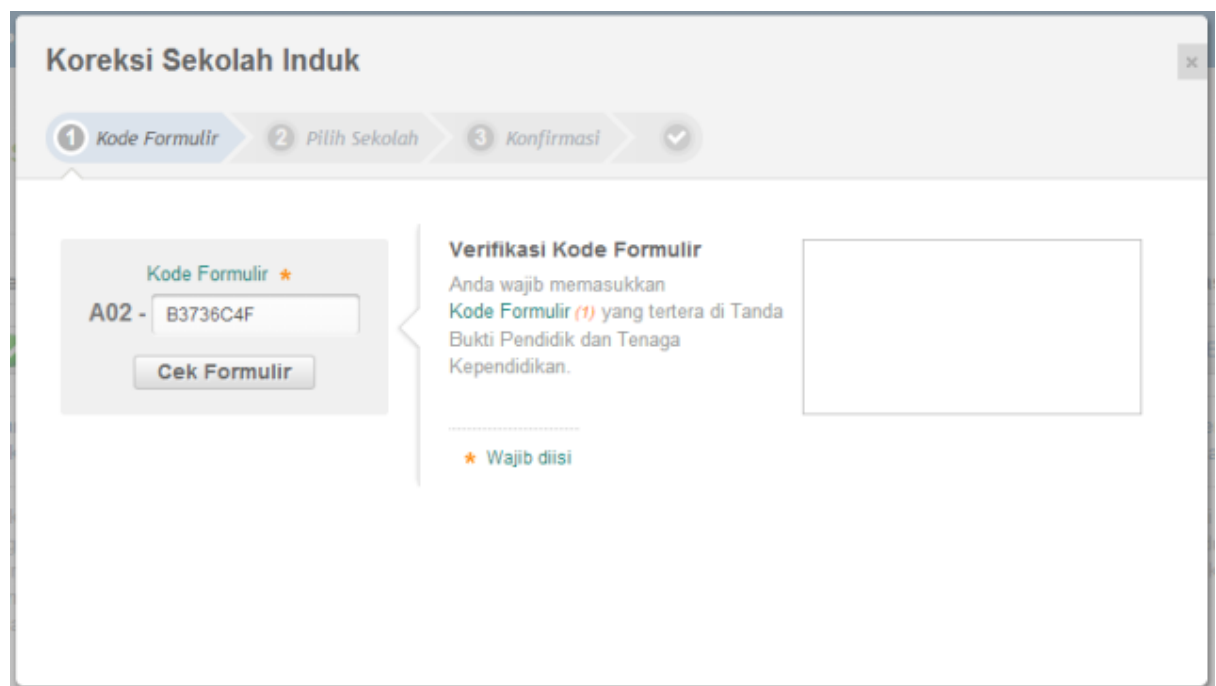 Koreksi Sekolah Induk
×
1 Kode Formulir 2 Pilih Sekolah 3 Konfirmasi
Kode Formulir *
A02 - B3736C4F
Cek Formulir
Verifikasi Kode Formulir
Anda wajib memasukkan
Kode Formulir (1) yang tertera di Tanda
Bukti Pendidik dan Tenaga
Kependidikan.
* Wajib diisi